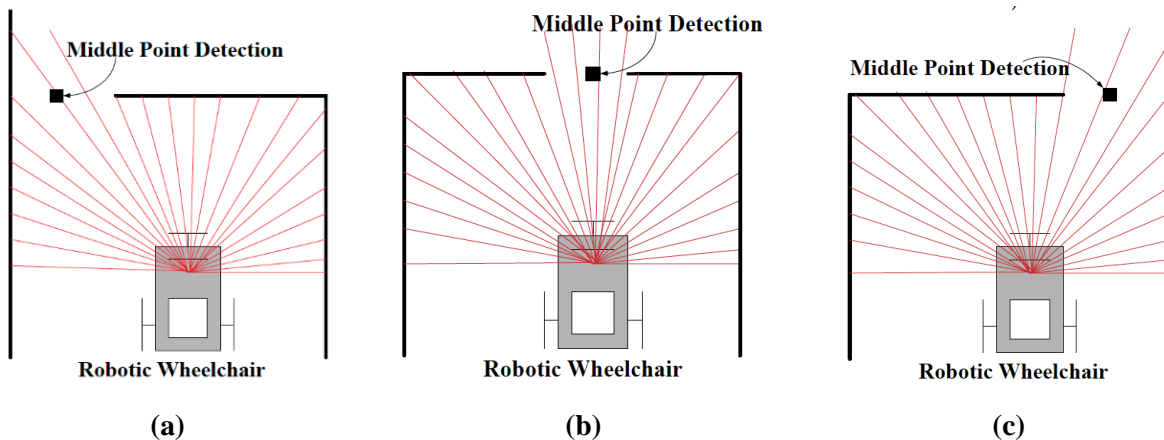 Middle Point Detection
Robotic Wheelchair
(a)
Middle Point Detection
Robotic Wheelchair
(b)
Middle Point Detection
Robotic Wheelchair
(c)